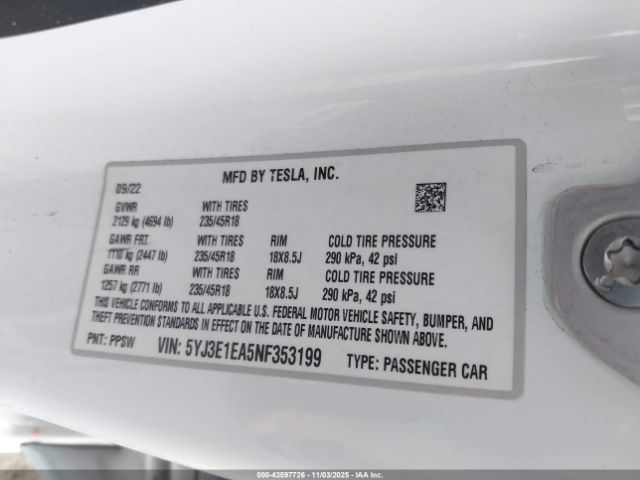 MFD BY TESLA, INC.
09/22
GVWR WITH TIRES
2129 kg (4694 lb) 235/45R18
GAWR FRT WITH TIRES RIM COLD TIRE PRESSURE
1110 kg (2447 lb) 235/45R18 18X8.5J 290 kPa, 42 psi
GAWR RR WITH TIRES RIM COLD TIRE PRESSURE
1257 kg (2771 lb) 235/45R18 18X8.5J 290 kPa, 42 psi
THIS VEHICLE CONFORMS TO ALL APPLICABLE U.S. FEDERAL MOTOR VEHICLE SAFETY, BUMPER, AND
THEFT PREVENTION STANDARDS IN EFFECT ON THE DATE OF MANUFACTURE SHOWN ABOVE.
PNT: PPSW VIN: 5YJ3E1EA5NF353199 TYPE: PASSENGER CAR
000-43597726 - 11/03/2025 - IAA Corp.